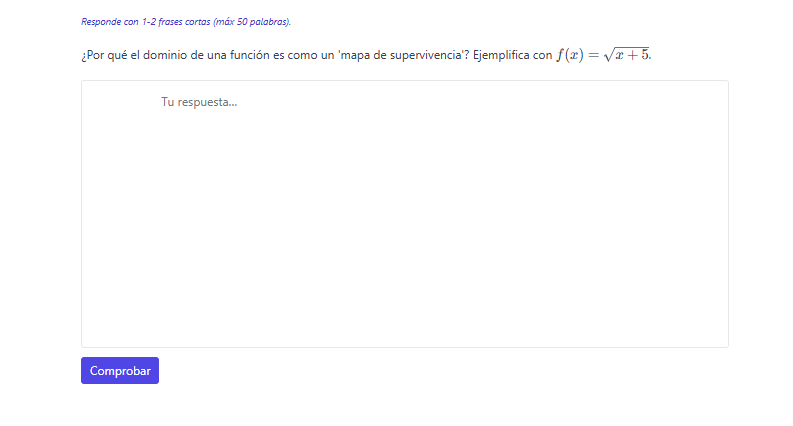 Responde con 1-2 frases cortas (máx 50 palabras).
¿Por qué el dominio de una función es como un 'mapa de supervivencia'? Ejemplifica con f(x) = √(x + 5).
Tu respuesta...
Comprobar